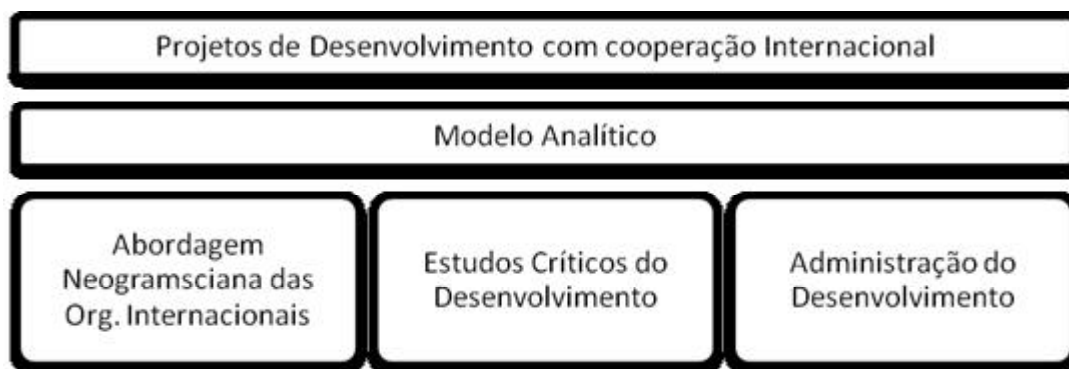 Projetos de Desenvolvimento com cooperação Internacional
Modelo Analítico
Abordagem
Neogramsciana das
Org. Internacionais
Estudos Críticos do
Desenvolvimento
Administração do
Desenvolvimento